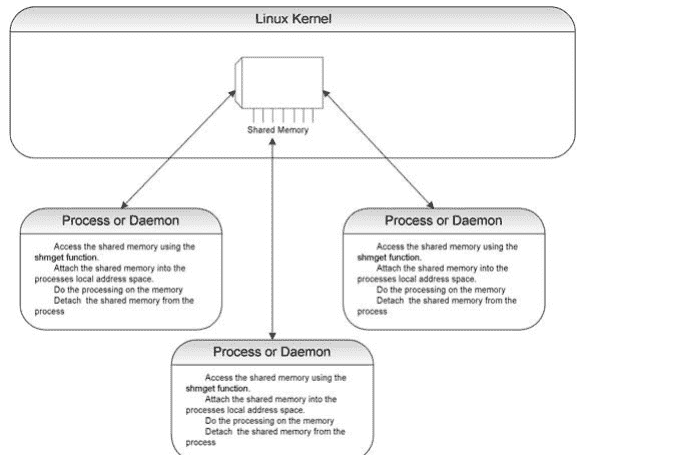 Linux Kernel
Shared Memory
Process or Daemon
Access the shared memory using the
shmget function.
Attach the shared memory into the
processes local address space.
Do the processing on the memory
Detach the shared memory from the
process
Process or Daemon
Access the shared memory using the
shmget function.
Attach the shared memory into the
processes local address space.
Do the processing on the memory
Detach the shared memory from the
process
Process or Daemon
Access the shared memory using the
shmget function.
Attach the shared memory into the
processes local address space.
Do the processing on the memory
Detach the shared memory from the
process